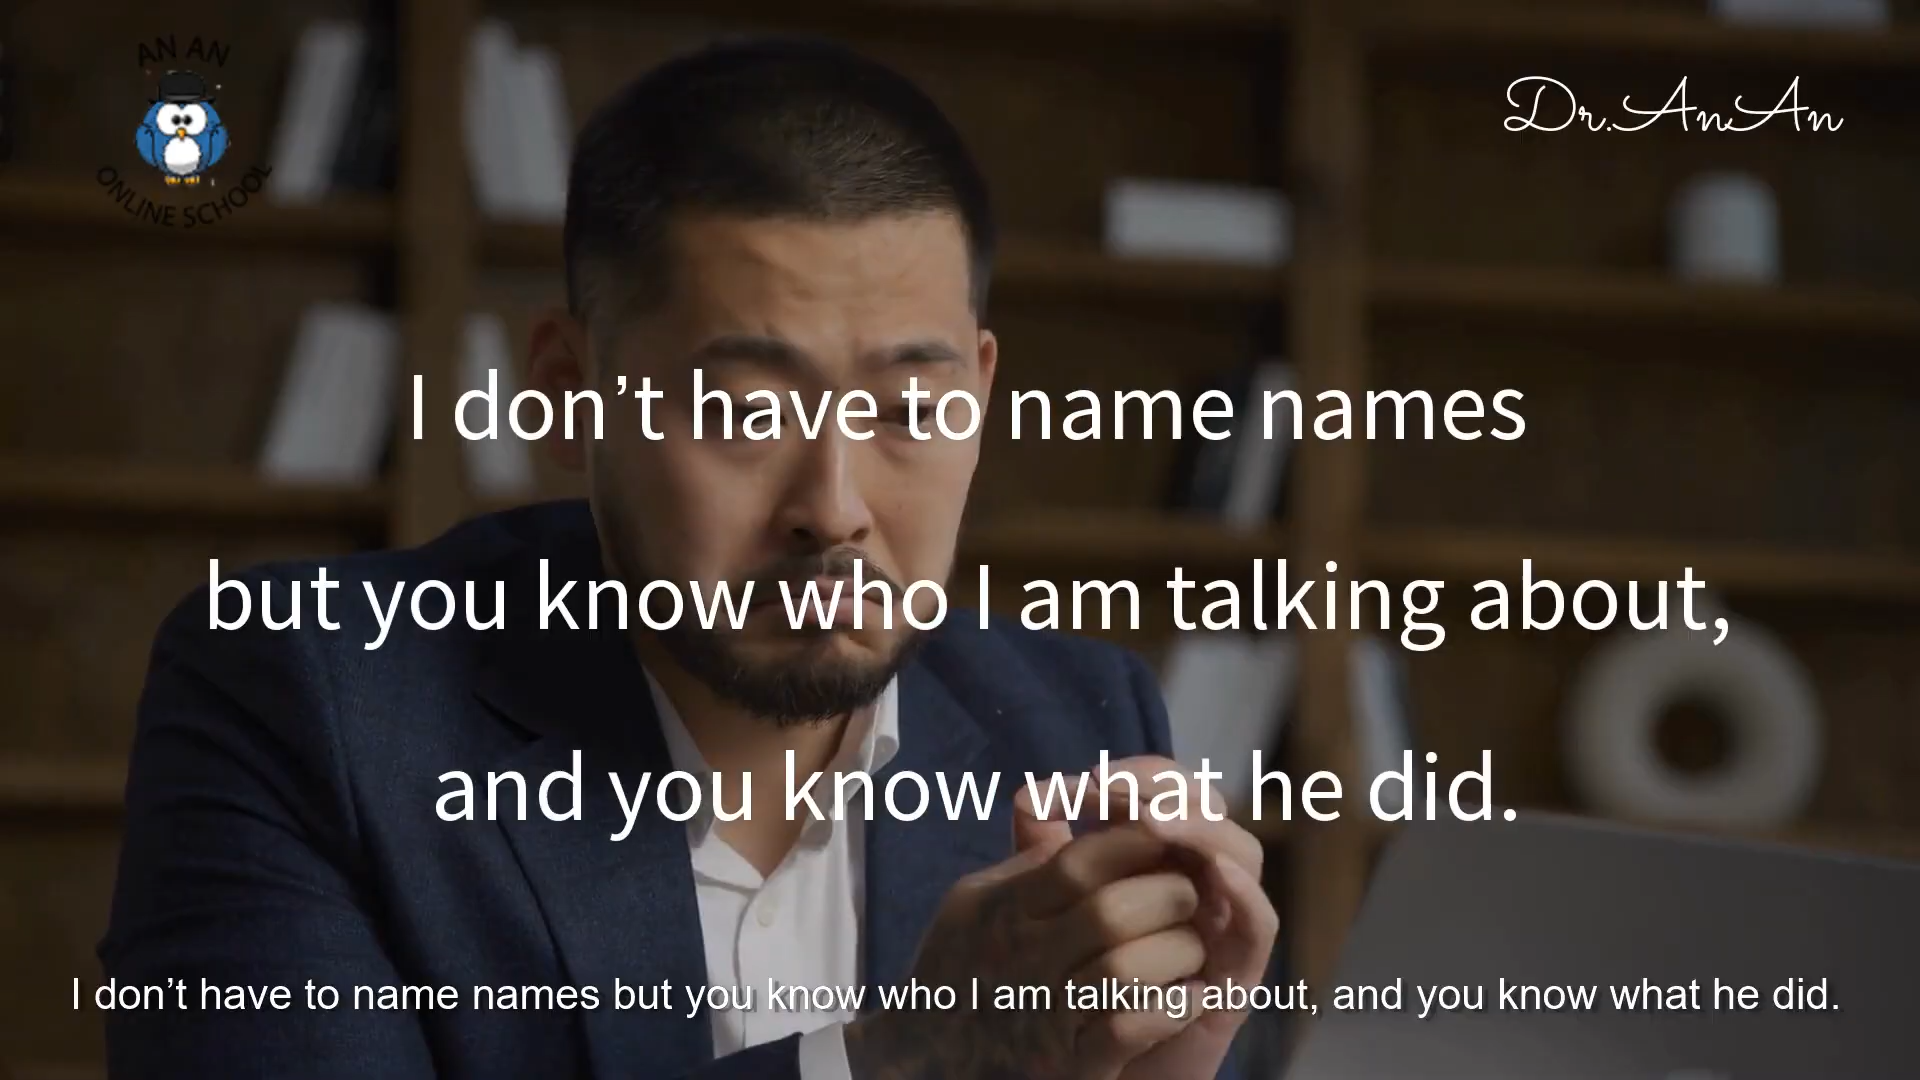 AN AN
ONLINE SCHOOL
Dr.AnAn
I don’t have to name names
but you know who I am talking about,
and you know what he did.
I don’t have to name names but you know who I am talking about, and you know what he did.